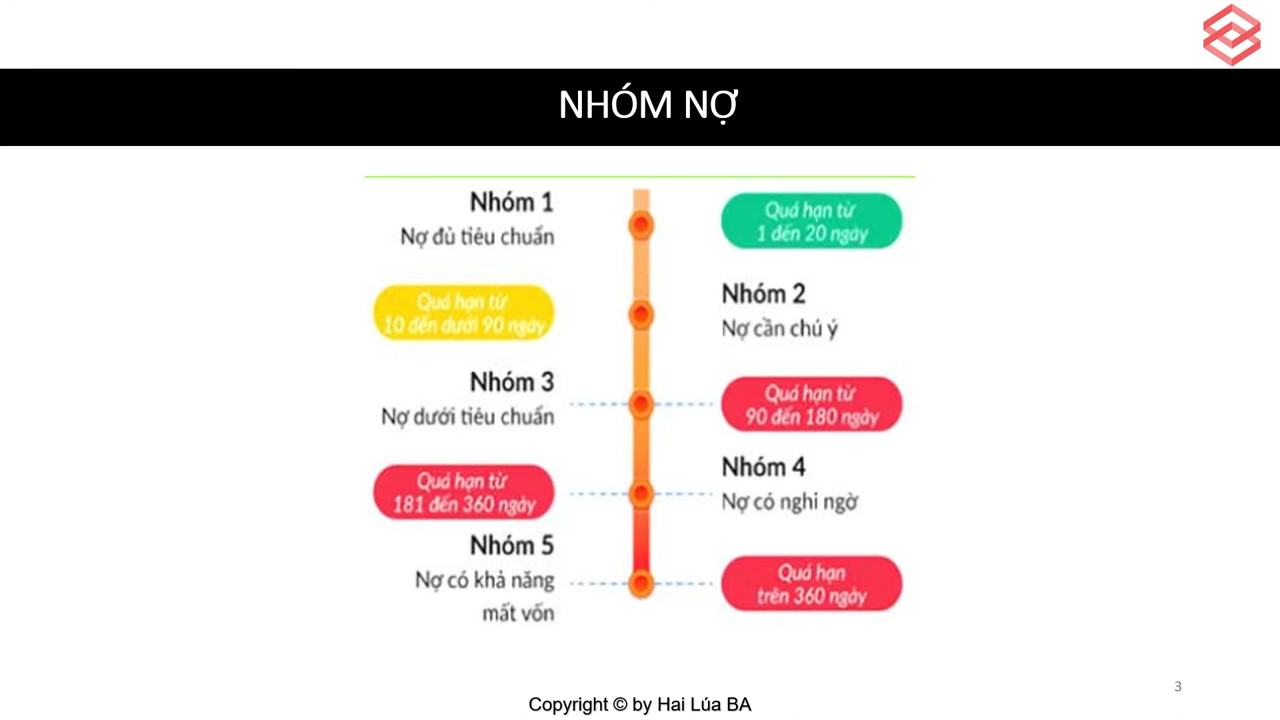 NHÓM NỢ
Nhóm 1
Nợ đủ tiêu chuẩn
Quá hạn từ
1 đến 20 ngày
Quá hạn từ
10 đến dưới 90 ngày
Nhóm 2
Nợ cần chú ý
Nhóm 3
Nợ dưới tiêu chuẩn
Quá hạn từ
90 đến 180 ngày
Quá hạn từ
181 đến 360 ngày
Nhóm 4
Nợ có nghi ngờ
Nhóm 5
Nợ có khả năng
mất vốn
Quá hạn
trên 360 ngày
3
Copyright © by Hai Lúa BA